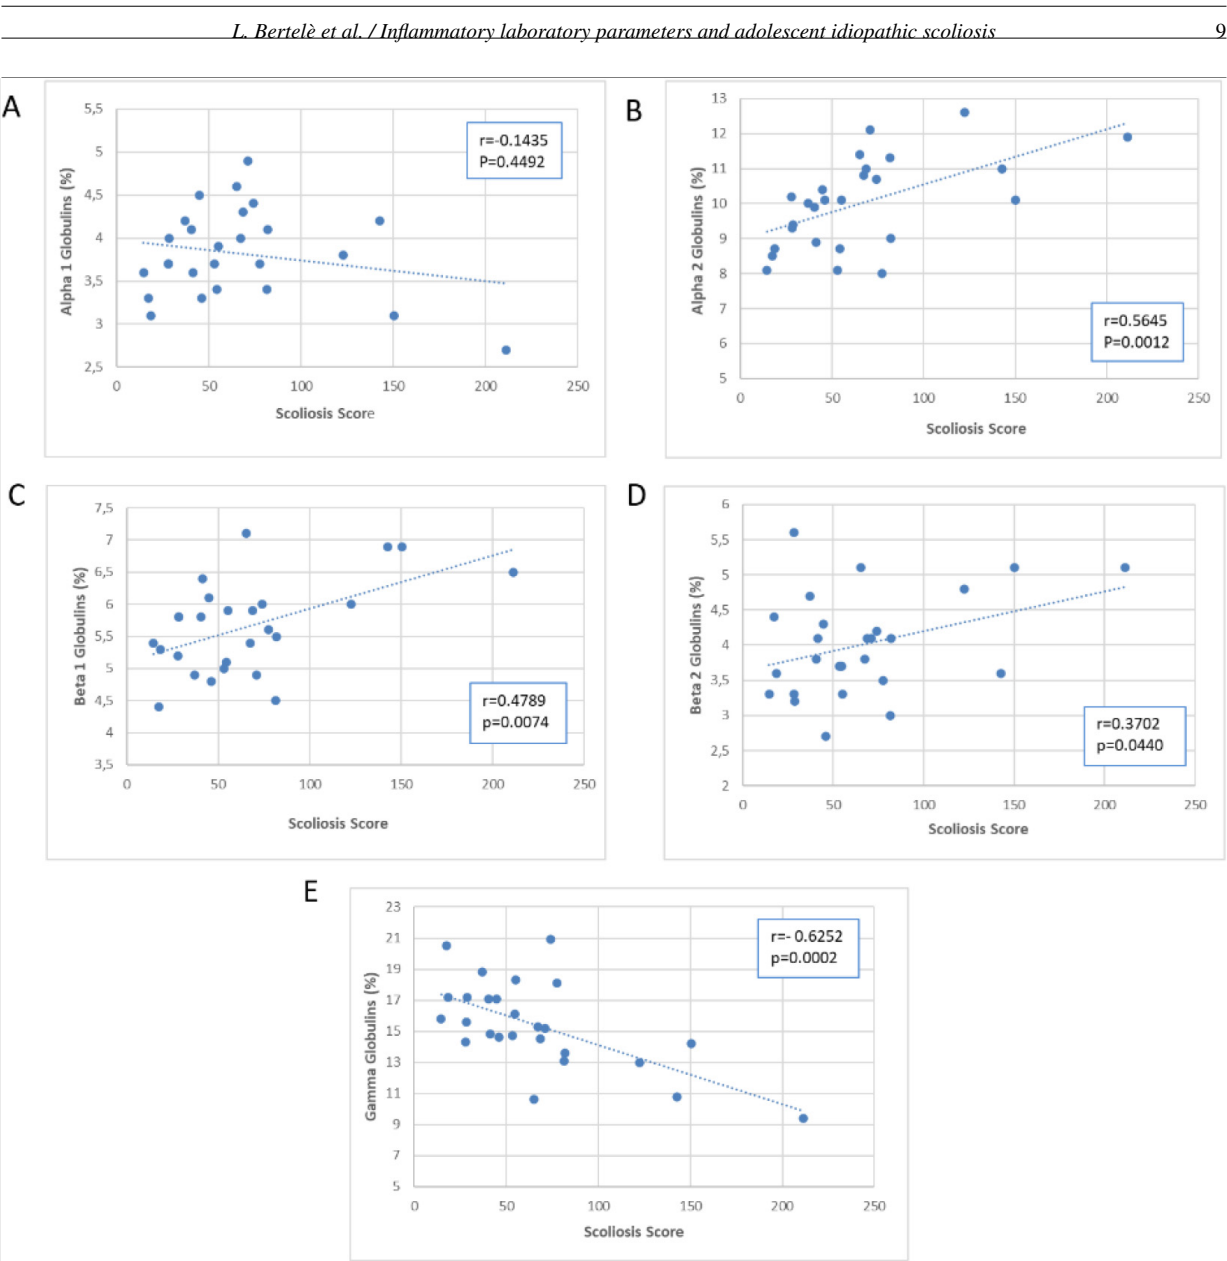 L. Bertelè et al. / Inflammatory laboratory parameters and adolescent idiopathic scoliosis 9
A
5,5
5
4,5
4
3,5
3
2,5
Alpha 1 Globulins (%)
r=-0.1435
P=0.4492
0 50 100 150 200 250
Scoliosis Score
B
13
12
11
10
9
8
7
6
5
Alpha 2 Globulins (%)
r=0.5645
P=0.0012
0 50 100 150 200 250
Scoliosis Score
C
7,5
7
6,5
6
5,5
5
4,5
4
3,5
Beta 1 Globulins (%)
r=0.4789
p=0.0074
0 50 100 150 200 250
Scoliosis Score
D
6
5,5
5
4,5
4
3,5
3
2,5
2
Beta 2 Globulins (%)
r=0.3702
p=0.0440
0 50 100 150 200 250
Scoliosis Score
E
23
21
19
17
15
13
11
9
7
5
Gamma Globulins (%)
r=- 0.6252
p=0.0002
0 50 100 150 200 250
Scoliosis Score